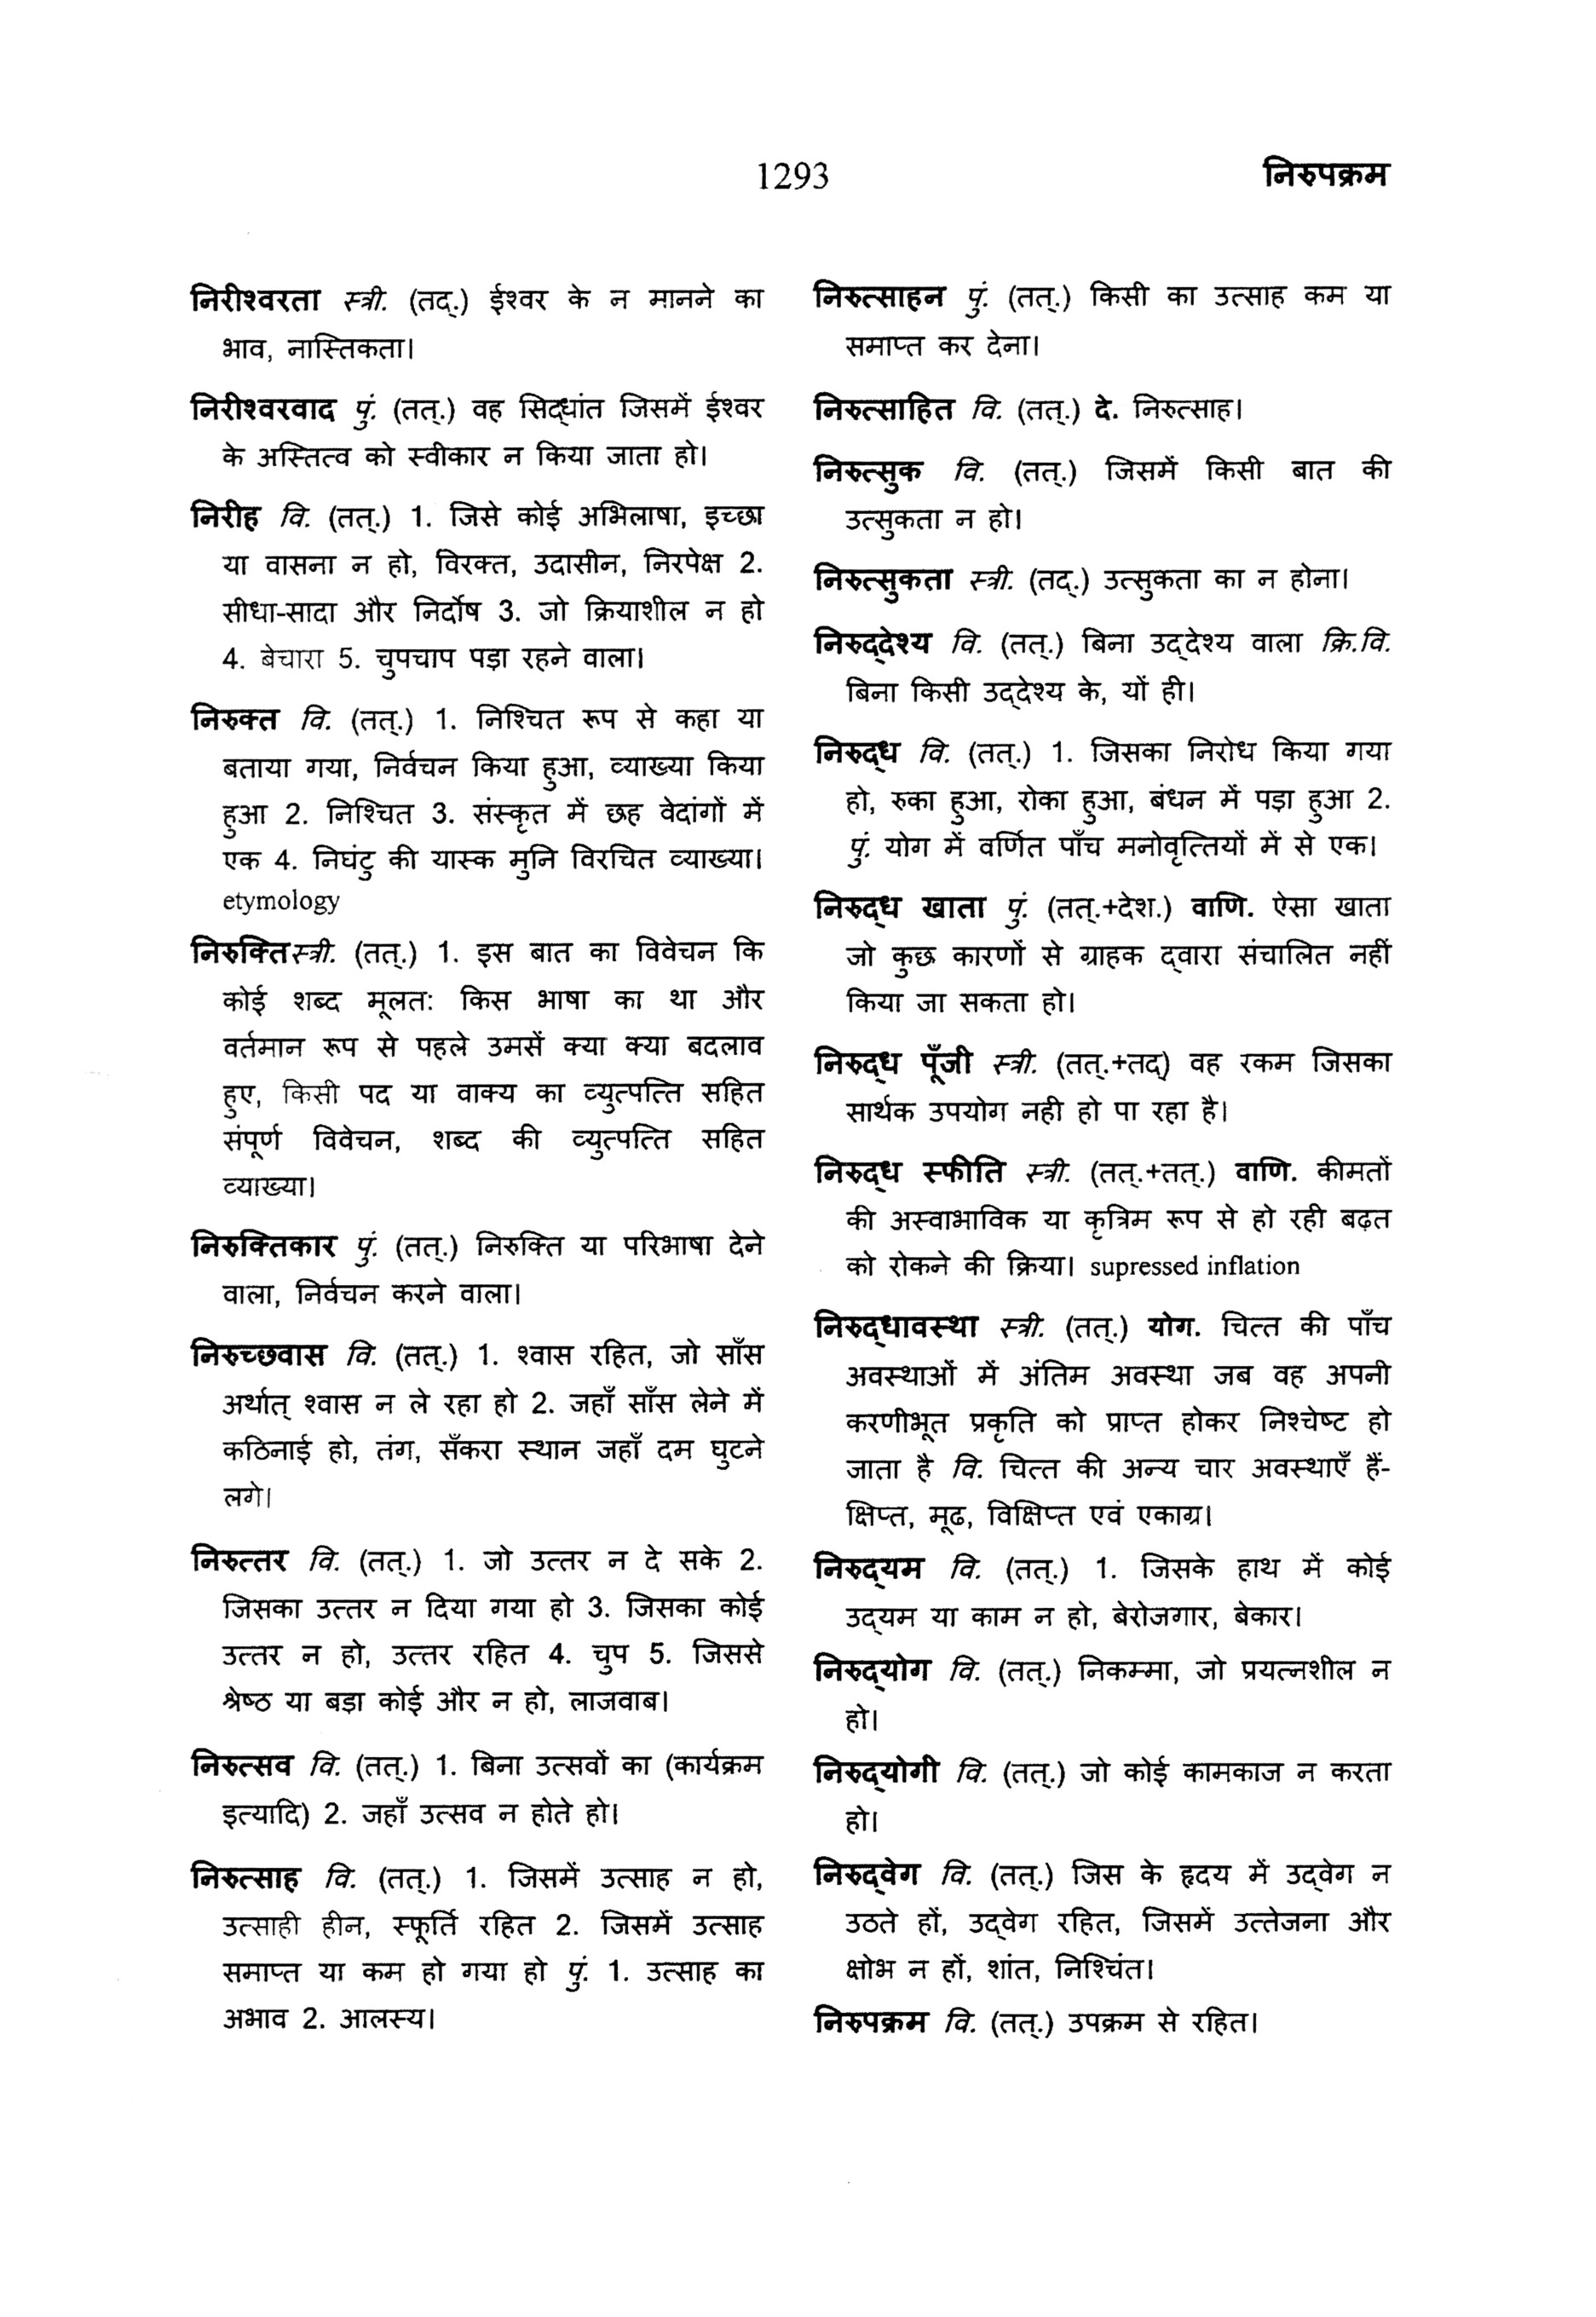 1293
निरुपक्रम
निरीश्वरता स्त्री. (तद्.) ईश्वर के न मानने का
भाव, नास्तिकता।
निरीश्वरवाद पुं. (तत्.) वह सिद्धांत जिसमें ईश्वर
के अस्तित्व को स्वीकार न किया जाता हो।
निरीह वि. (तत्.) 1. जिसे कोई अभिलाषा, इच्छा
या वासना न हो, विरक्त, उदासीन, निरपेक्ष 2.
सीधा-सादा और निर्दोष 3. जो क्रियाशील न हो
4. बेचारा 5. चुपचाप पड़ा रहने वाला।
निरुक्त वि. (तत्.) 1. निश्चित रूप से कहा या
बताया गया, निर्वचन किया हुआ, व्याख्या किया
हुआ 2. निश्चित 3. संस्कृत में छह वेदांगों में
एक 4. निघंटु की यास्क मुनि विरचित व्याख्या।
etymology
निरुक्ति स्त्री. (तत्.) 1. इस बात का विवेचन कि
कोई शब्द मूलत: किस भाषा का था और
वर्तमान रूप से पहले उमसें क्या क्या बदलाव
हुए, किसी पद या वाक्य का व्युत्पत्ति सहित
संपूर्ण विवेचन, शब्द की व्युत्पत्ति सहित
व्याख्या।
निरुक्तिकार पुं. (तत्.) निरुक्ति या परिभाषा देने
वाला, निर्वचन करने वाला।
निरुच्छवास वि. (तत्.) 1. श्वास रहित, जो साँस
अर्थात् श्वास न ले रहा हो 2. जहाँ साँस लेने में
कठिनाई हो, तंग, सँकरा स्थान जहाँ दम घुटने
लगे।
निरुत्तर वि. (तत्.) 1. जो उत्तर न दे सके 2.
जिसका उत्तर न दिया गया हो 3. जिसका कोई
उत्तर न हो, उत्तर रहित 4. चुप 5. जिससे
श्रेष्ठ या बड़ा कोई और न हो, लाजवाब।
निरुत्सव वि. (तत्.) 1. बिना उत्सवों का (कार्यक्रम
इत्यादि) 2. जहाँ उत्सव न होते हो।
निरुत्साह वि. (तत्.) 1. जिसमें उत्साह न हो,
उत्साही हीन, स्फूर्ति रहित 2. जिसमें उत्साह
समाप्त या कम हो गया हो पुं. 1. उत्साह का
अभाव 2. आलस्य।
निरुत्साहन पुं. (तत्.) किसी का उत्साह कम या
समाप्त कर देना।
निरुत्साहित वि. (तत्.) दे. निरुत्साह।
निरुत्सुक वि. (तत्.) जिसमें किसी बात की
उत्सुकता न हो।
निरुत्सुकता स्त्री. (तद्.) उत्सुकता का न होना।
निरुद्देश्य वि. (तत्.) बिना उद्देश्य वाला क्रि.वि.
बिना किसी उद्देश्य के, यों ही।
निरुद्ध वि. (तत्.) 1. जिसका निरोध किया गया
हो, रुका हुआ, रोका हुआ, बंधन में पड़ा हुआ 2.
पुं. योग में वर्णित पाँच मनोवृत्तियों में से एक।
निरुद्ध खाता पुं. (तत्.+देश.) वाणि. ऐसा खाता
जो कुछ कारणों से ग्राहक द्वारा संचालित नहीं
किया जा सकता हो।
निरुद्ध पूँजी स्त्री. (तत्.+तद्) वह रकम जिसका
सार्थक उपयोग नही हो पा रहा है।
निरुद्ध स्फीति स्त्री. (तत्.+तत्.) वाणि. कीमतों
की अस्वाभाविक या कृत्रिम रूप से हो रही बढ़त
को रोकने की क्रिया। supressed inflation
निरुद्धावस्था स्त्री. (तत्.) योग. चित्त की पाँच
अवस्थाओं में अंतिम अवस्था जब वह अपनी
करणीभूत प्रकृति को प्राप्त होकर निश्चेष्ट हो
जाता है वि. चित्त की अन्य चार अवस्थाएँ हैं-
क्षिप्त, मूढ, विक्षिप्त एवं एकाग्र।
निरुद्यम वि. (तत्.) 1. जिसके हाथ में कोई
उद्यम या काम न हो, बेरोजगार, बेकार।
निरुद्योग वि. (तत्.) निकम्मा, जो प्रयत्नशील न
हो।
निरुद्योगी वि. (तत्.) जो कोई कामकाज न करता
हो।
निरुद्वेग वि. (तत्.) जिस के हृदय में उद्वेग न
उठते हों, उद्वेग रहित, जिसमें उत्तेजना और
क्षोभ न हों, शांत, निश्चिंत।
निरुपक्रम वि. (तत्.) उपक्रम से रहित।